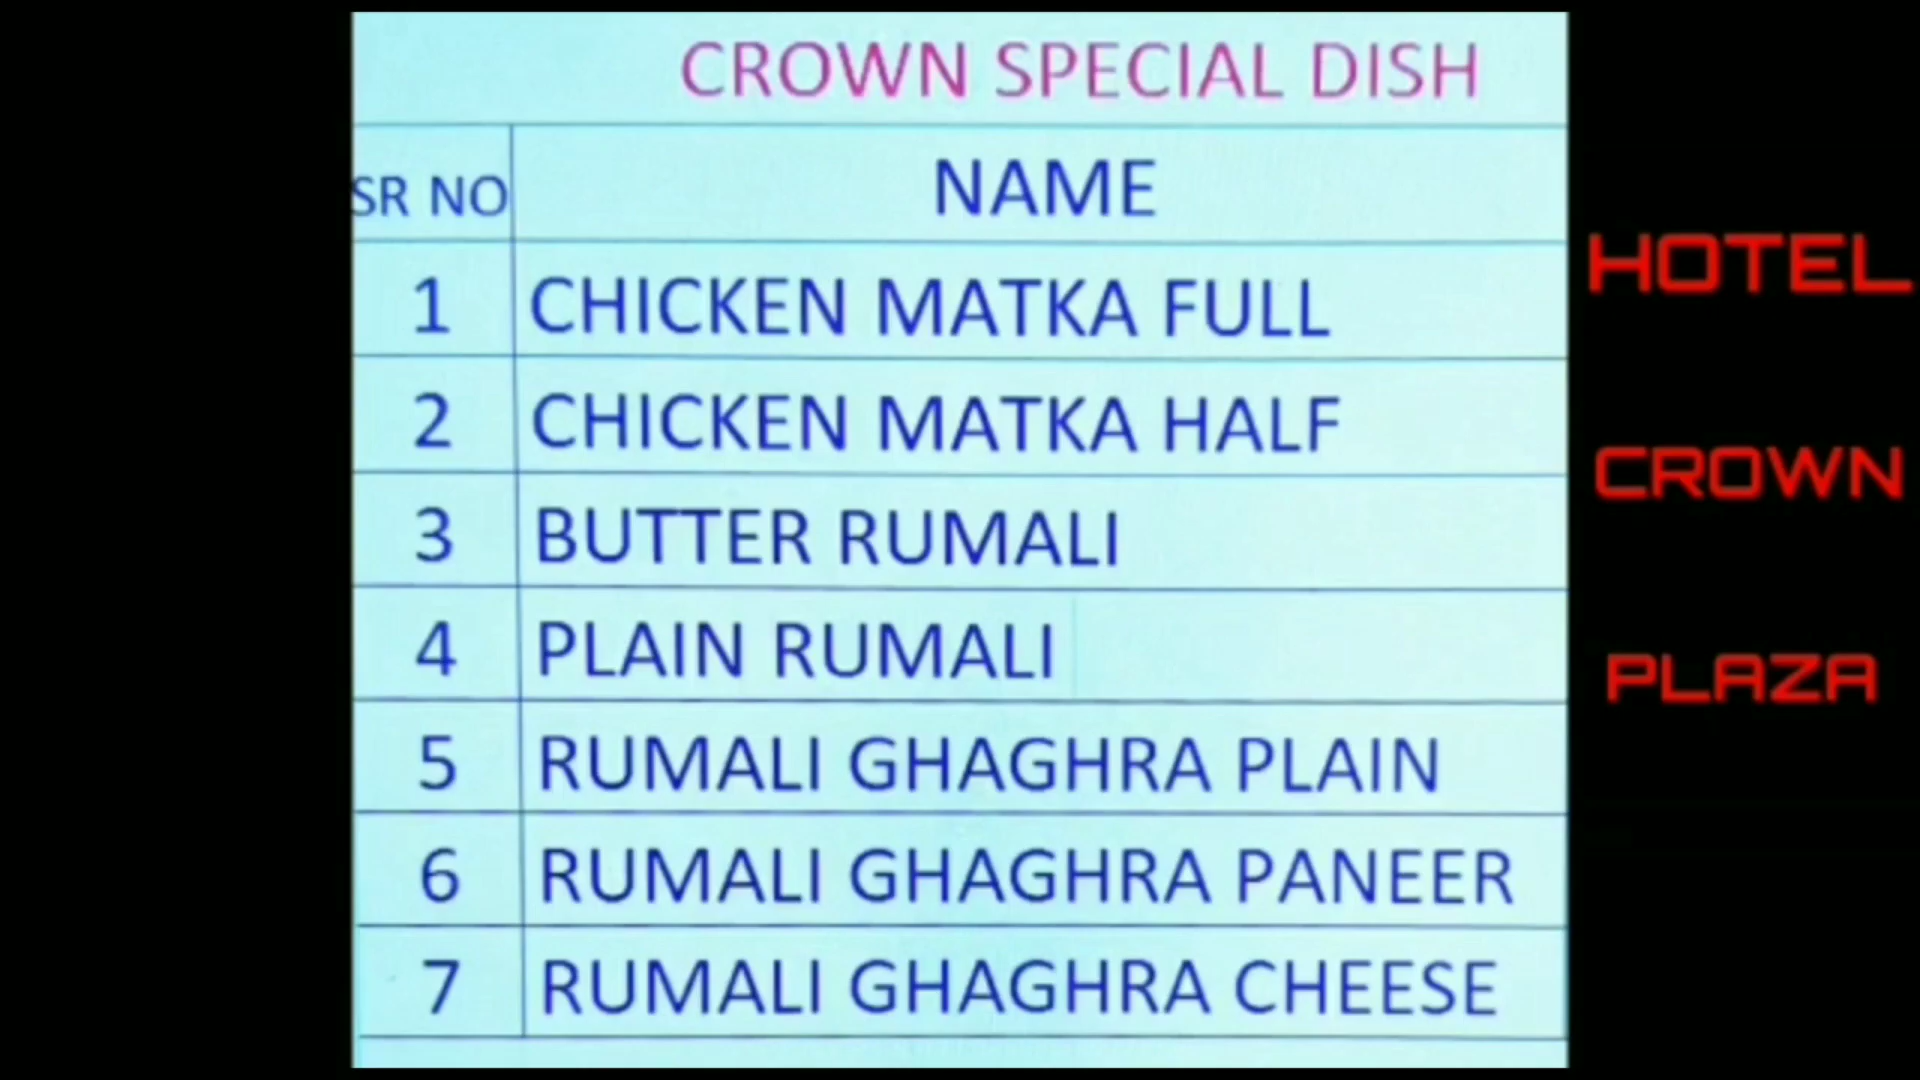 CROWN SPECIAL DISH
SR NO NAME
1 CHICKEN MATKA FULL
2 CHICKEN MATKA HALF
3 BUTTER RUMALI
4 PLAIN RUMALI
5 RUMALI GHAGHRA PLAIN
6 RUMALI GHAGHRA PANEER
7 RUMALI GHAGHRA CHEESE
HOTEL
CROWN
PLAZA